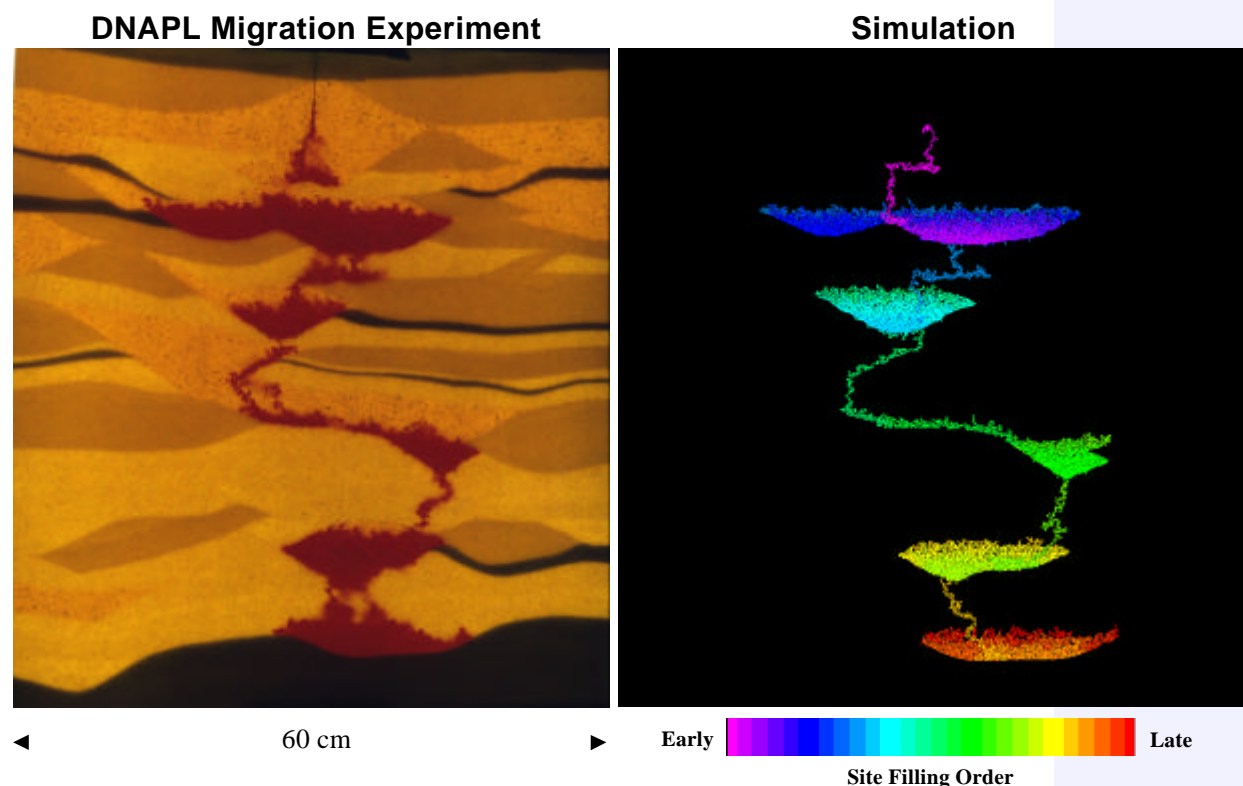 DNAPL Migration Experiment
Simulation
60 cm
Early
Late
Site Filling Order